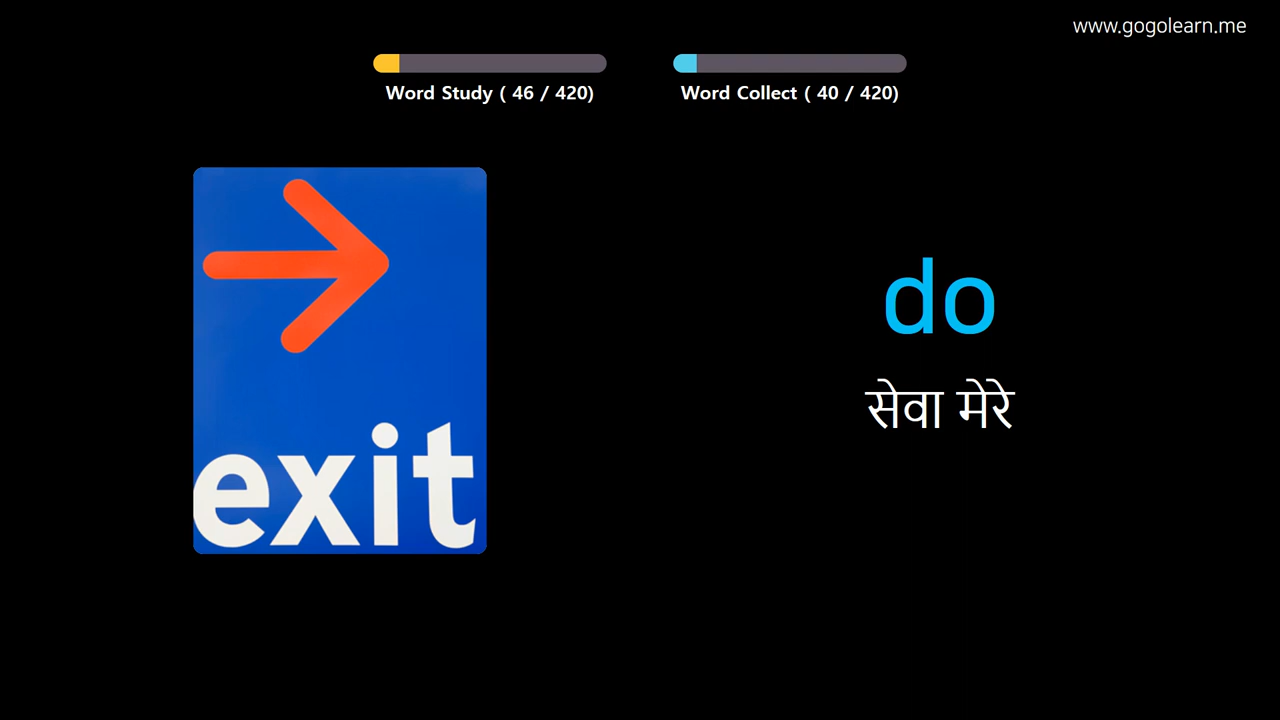 www.gogolearn.me
Word Study ( 46 / 420)
Word Collect ( 40 / 420)
exit
do
सेवा मेरे